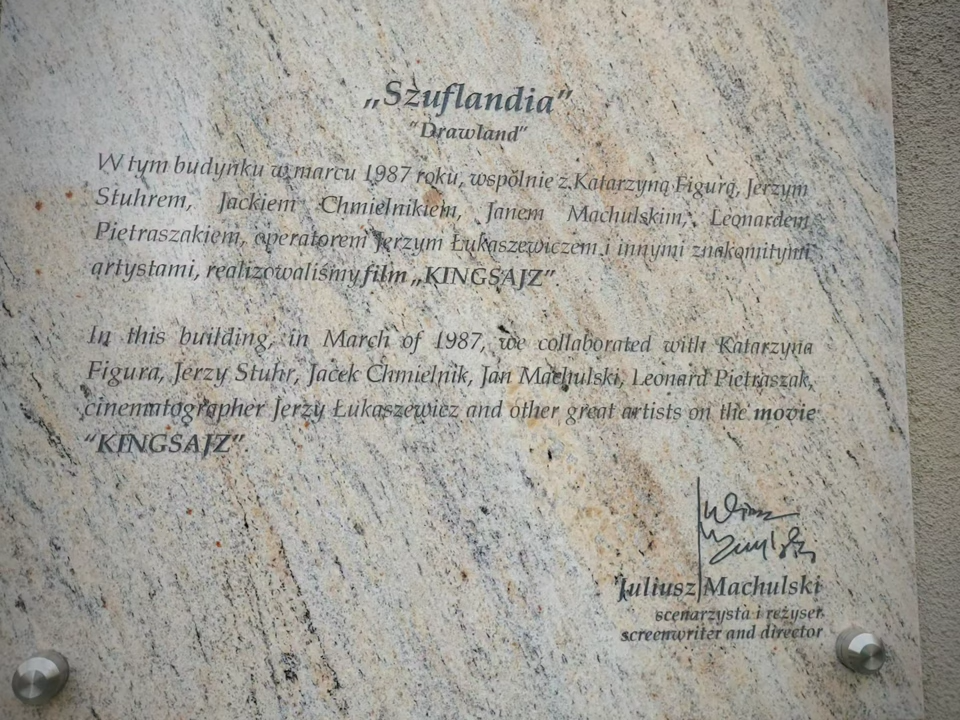 „Szuflandia”
“Drawland”
W tym budynku w marcu 1987 roku, wspólnie z Katarzyną Figurą, Jerzym
Stuhrem, Jackiem Chmielnikiem, Janem Machulskim, Leonardem
Pietraszakiem, operatorem Jerzym Łukaszewiczem i innymi znakomitymi
artystami, realizowaliśmy film „KINGSAJZ”.
In this building, in March of 1987, we collaborated with Katarzyna
Figura, Jerzy Stuhr, Jacek Chmielnik, Jan Machulski, Leonard Pietraszak,
cinematographer Jerzy Łukaszewicz and other great artists on the movie
“KINGSAJZ”.
Juliusz Machulski
Juliusz Machulski
scenarzysta i reżyser
screenwriter and director